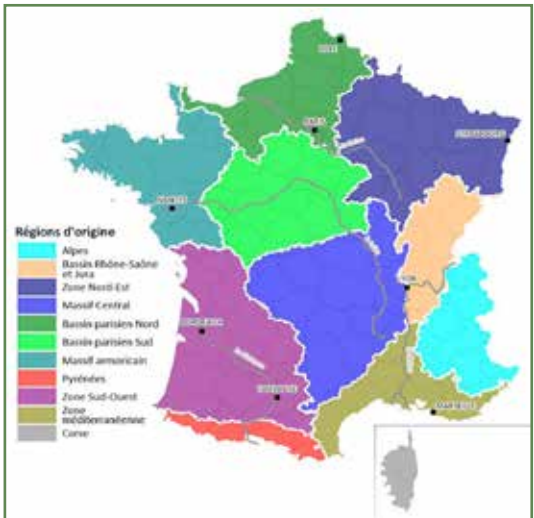 LILLE
PARIS
STRASBOURG
NANTES
Régions d'origine
Alpes
Bassin Rhône-Saône
et Jura
Zone Nord-Est
Massif Central
Bassin parisien Nord
Bassin parisien Sud
Massif armoricain
Pyrénées
Zone Sud-Ouest
Zone
méditerranéenne
Corse
LYON
BORDEAUX
TOULOUSE
MARSEILLE